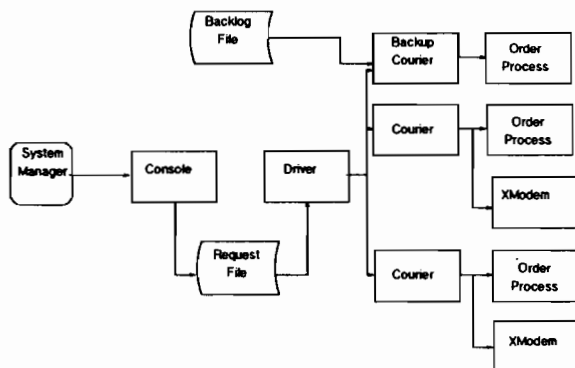 Backlog
File
Backup
Courier
Order
Process
Courier
Order
Process
System
Manager
Console
Driver
XModem
Request
File
Courier
Order
Process
XModem